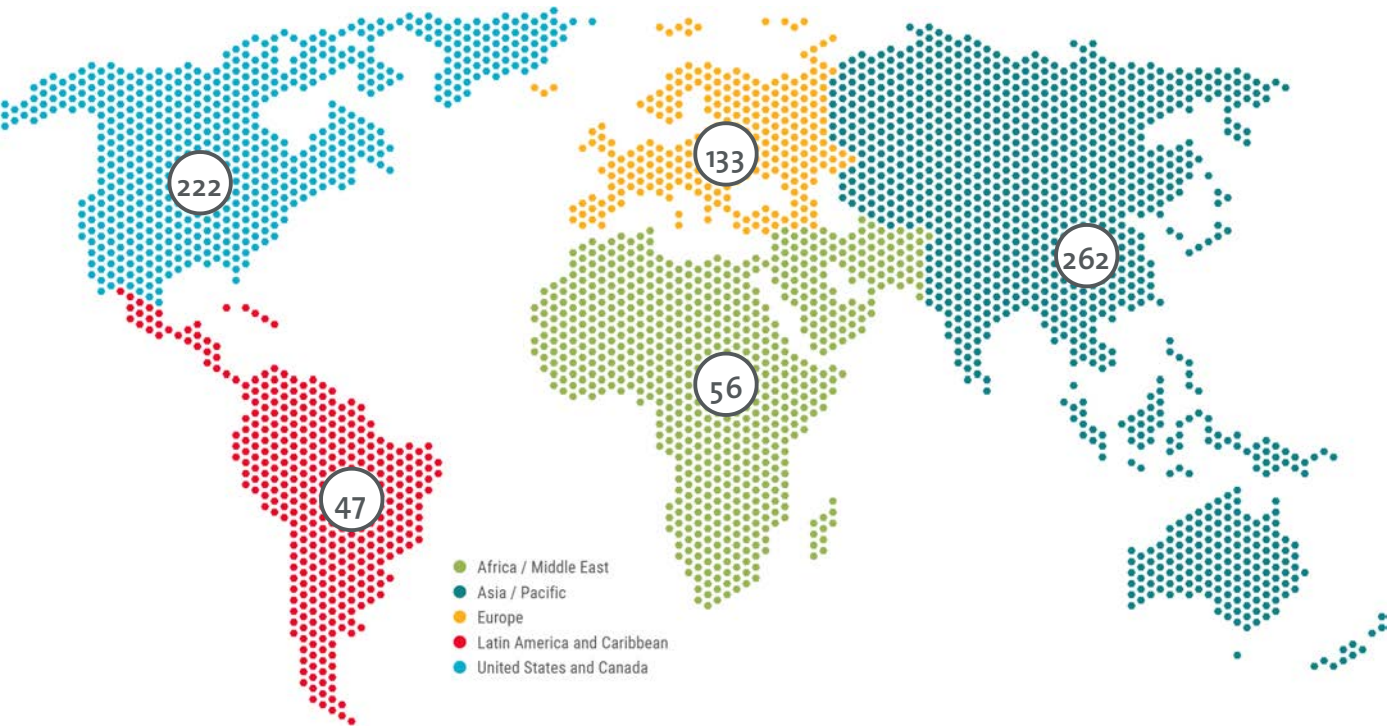 133
222
262
56
47
Africa / Middle East
Asia / Pacific
Europe
Latin America and Caribbean
United States and Canada